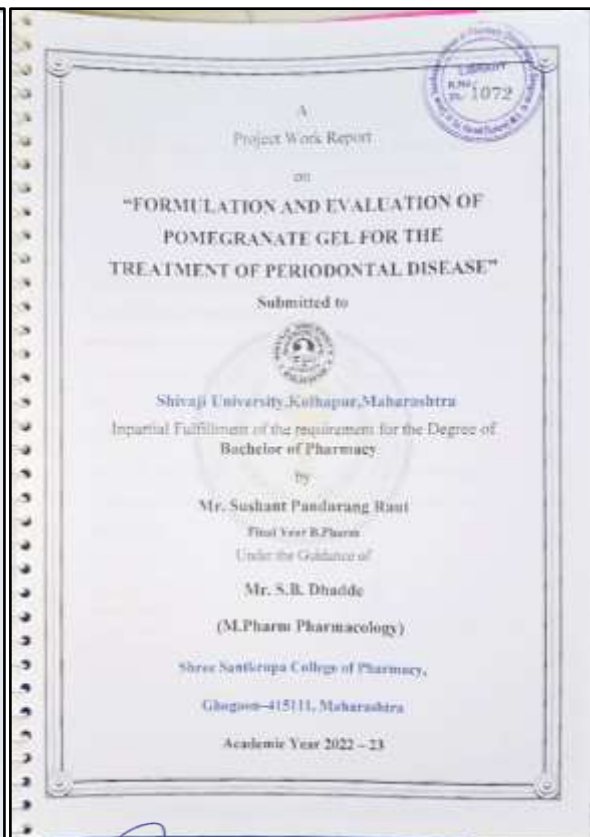 A
Project Work Report
on
“FORMULATION AND EVALUATION OF
POMEGRANATE GEL FOR THE
TREATMENT OF PERIODONTAL DISEASE”
Submitted to
Shivaji University,Kolhapur,Maharashtra
Inpartial Fulfillment of the requirement for the Degree of
Bachelor of Pharmacy
by
Mr. Sushant Pandurang Raut
Final Year B.Pharm
Under the Guidance of
Mr. S.B. Dhadde
(M.Pharm Pharmacology)
Shree Santkrupa College of Pharmacy,
Ghogaon–415111, Maharashtra
Academic Year 2022 – 23
LIBRARY
1072